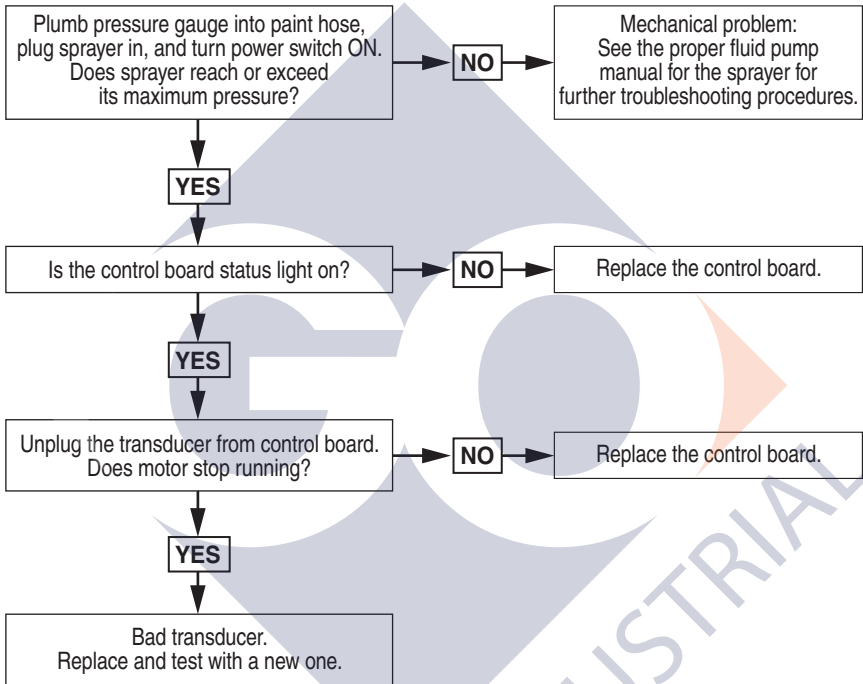 Plumb pressure gauge into paint hose,
plug sprayer in, and turn power switch ON.
Does sprayer reach or exceed
its maximum pressure?
NO
Mechanical problem:
See the proper fluid pump
manual for the sprayer for
further troubleshooting procedures.
YES
Is the control board status light on?
NO
Replace the control board.
YES
Unplug the transducer from control board.
Does motor stop running?
NO
Replace the control board.
YES
Bad transducer.
Replace and test with a new one.
GO